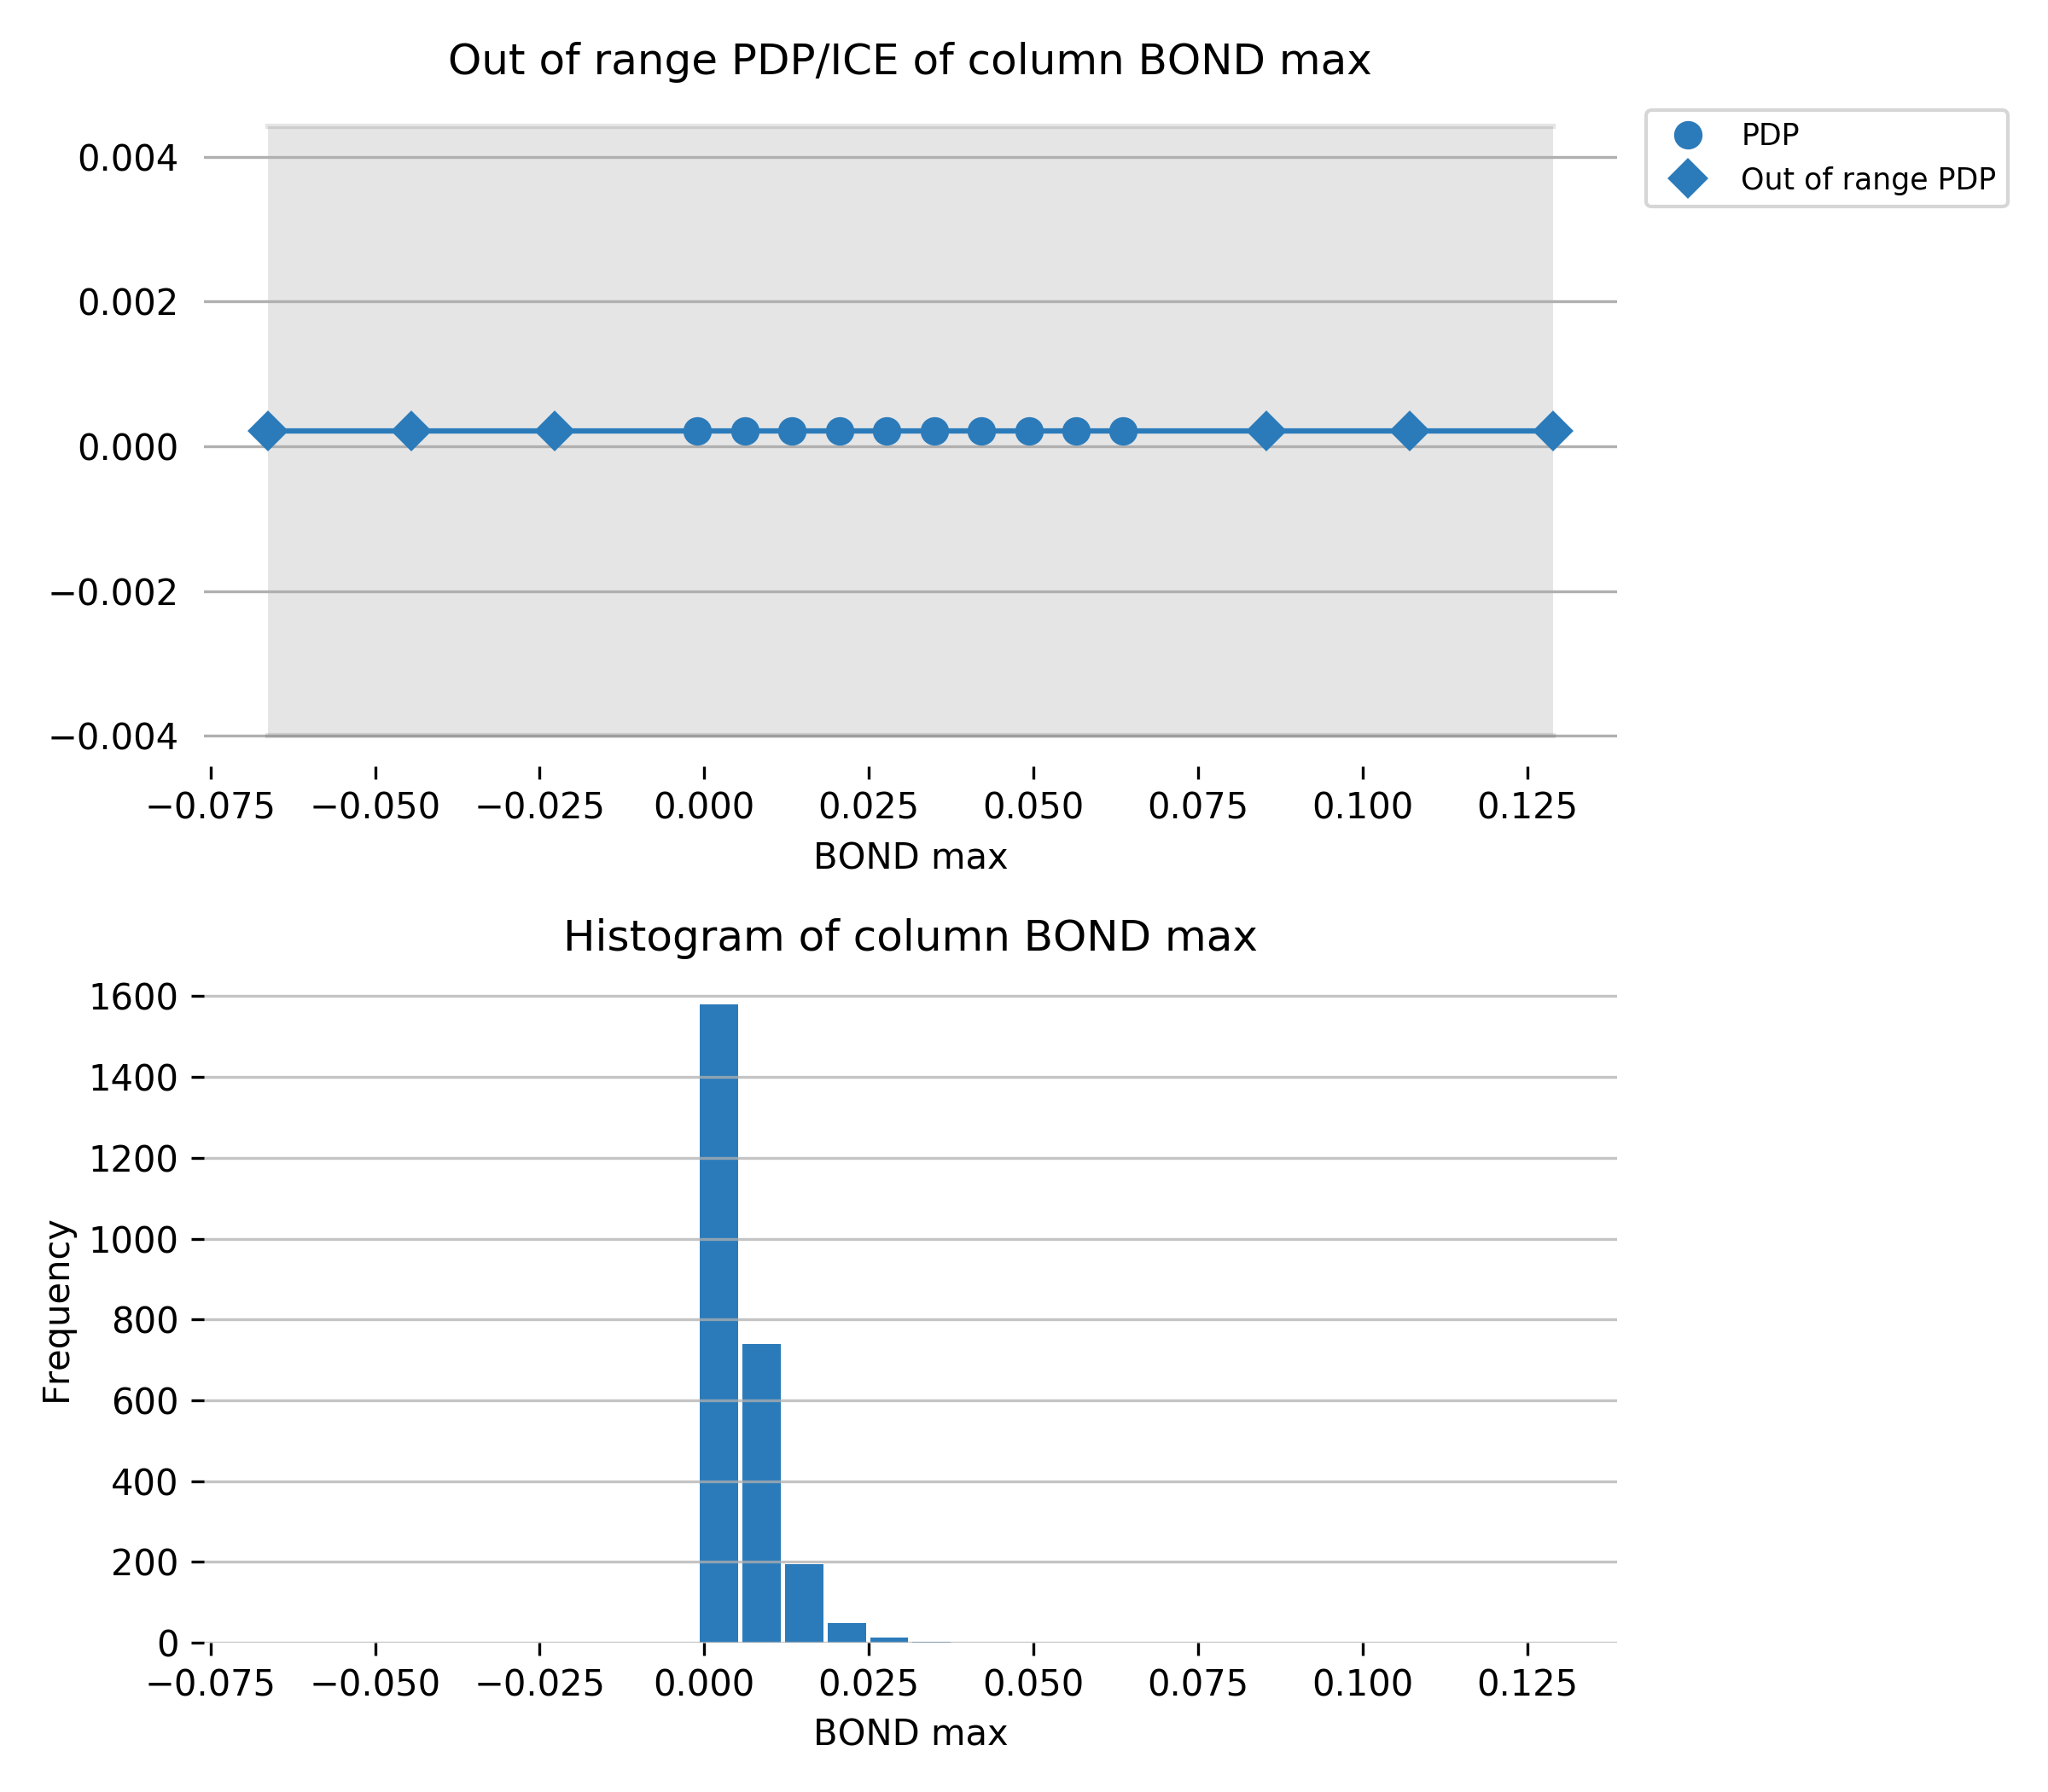 Out of range PDP/ICE of column BOND max
PDP
Out of range PDP
0.004
0.002
0.000
−0.002
−0.004
−0.075 −0.050 −0.025 0.000 0.025 0.050 0.075 0.100 0.125
BOND max
Histogram of column BOND max
1600
1400
1200
1000
800
600
400
200
0
Frequency
−0.075 −0.050 −0.025 0.000 0.025 0.050 0.075 0.100 0.125
BOND max